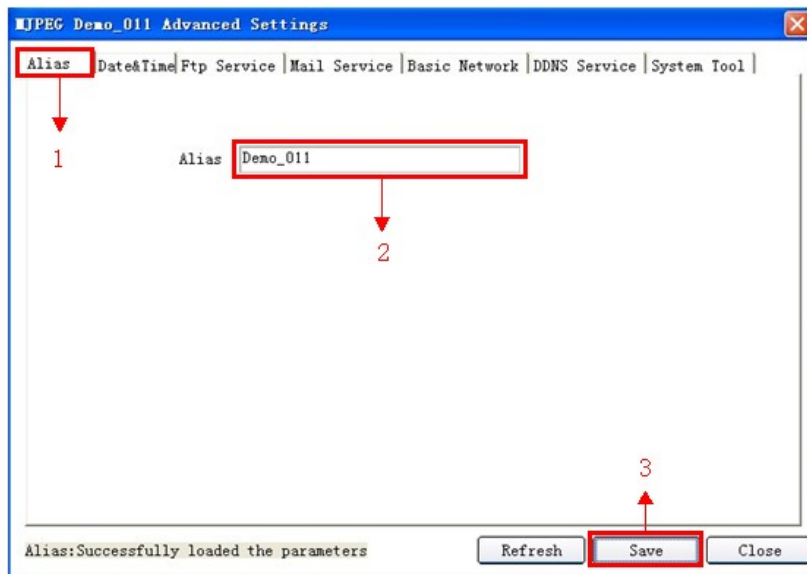 MJPEG Demo_011 Advanced Settings
Alias Date&Time Ftp Service Mail Service Basic Network DDNS Service System Tool
1
Alias Demo_011
2
3
Alias:Successfully loaded the parameters Refresh Save Close